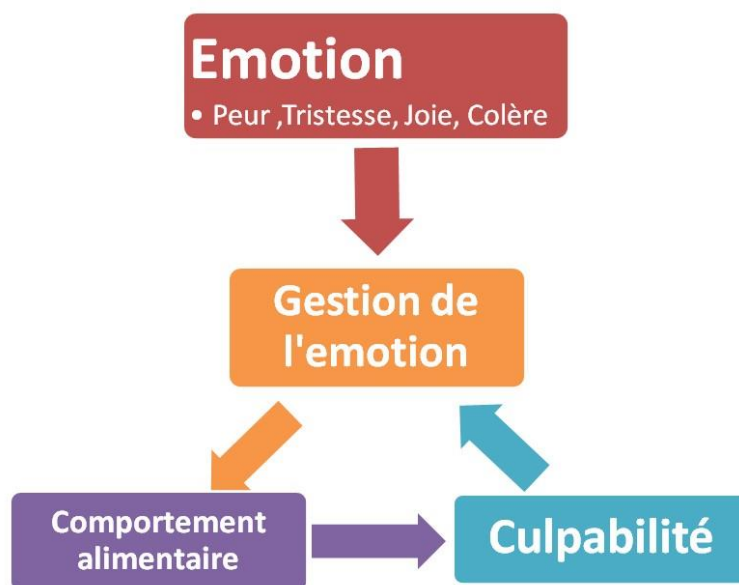 Emotion
• Peur ,Tristesse, Joie, Colère
Gestion de
l'emotion
Comportement
alimentaire
Culpabilité